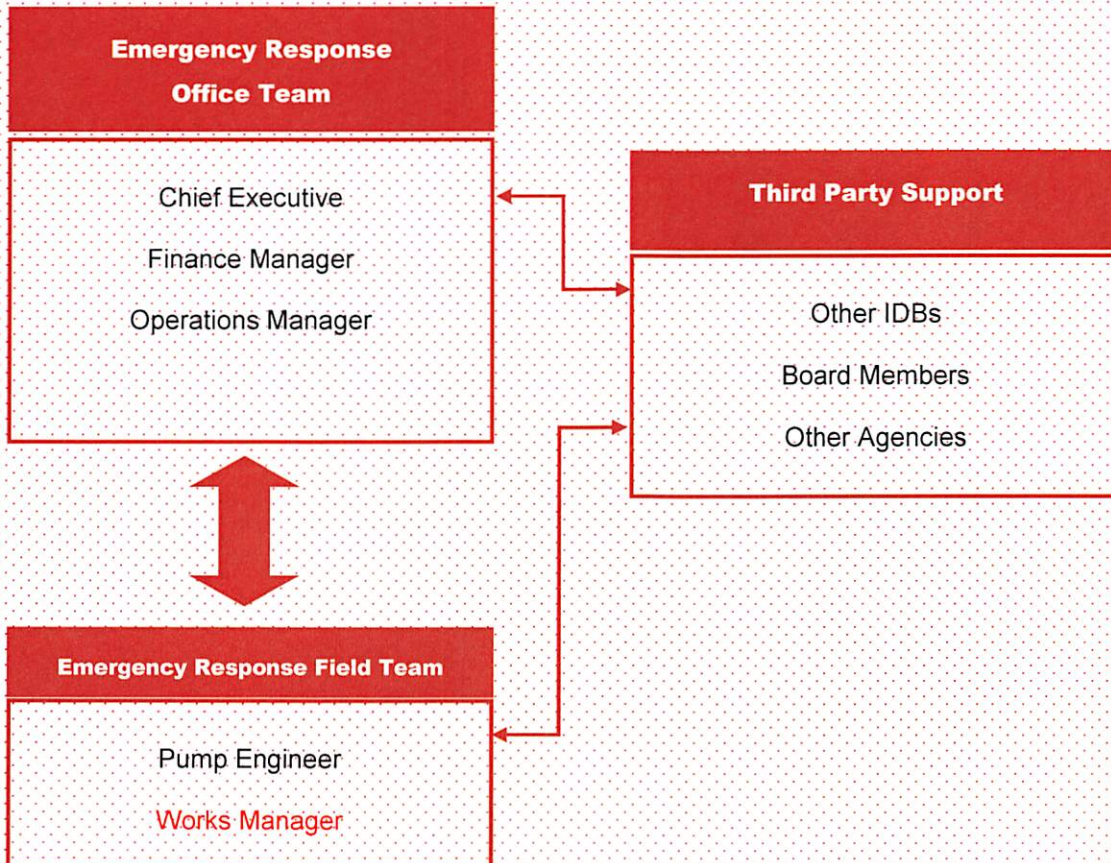 Emergency Response
Office Team
Chief Executive
Finance Manager
Operations Manager
Third Party Support
Other IDBs
Board Members
Other Agencies
Emergency Response Field Team
Pump Engineer
Works Manager